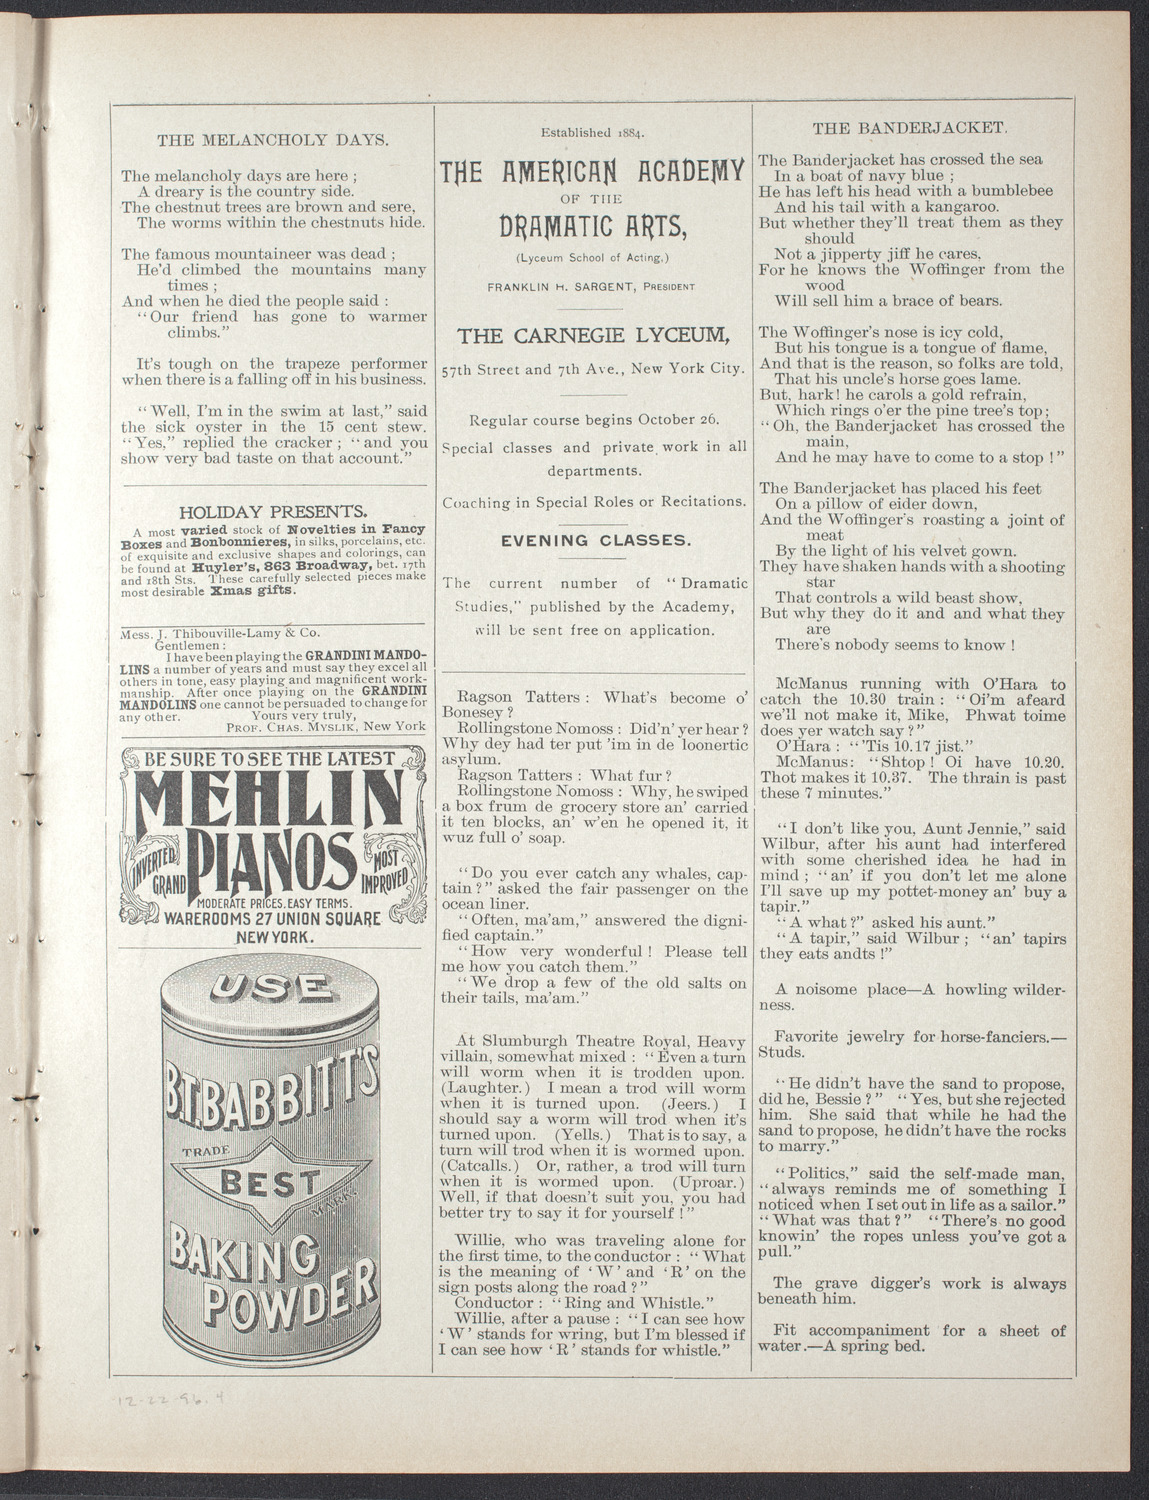 THE MELANCHOLY DAYS.
The melancholy days are here ;
A dreary is the country side.
The chestnut trees are brown and sere,
The worms within the chestnuts hide.
The famous mountaineer was dead ;
He'd climbed the mountains many
times ;
And when he died the people said :
“Our friend has gone to warmer
climbs.”
It's tough on the trapeze performer
when there is a falling off in his business.
“Well, I'm in the swim at last,” said
the sick oyster in the 15 cent stew.
“Yes,” replied the cracker ; “and you
show very bad taste on that account.”
HOLIDAY PRESENTS.
A most varied stock of Novelties in Fancy
Boxes and Bonbonnieres, in silks, porcelains, etc.
of exquisite and exclusive shapes and colorings, can
be found at Huyler's, 863 Broadway, bet. 17th
and 18th Sts. These carefully selected pieces make
most desirable Xmas gifts.
Mess. J. Thibouville-Lamy & Co.
Gentlemen :
I have been playing the GRANDINI MANDO-
LINS a number of years and must say they excel all
others in tone, easy playing and magnificent work-
manship. After once playing on the GRANDINI
MANDOLINS one cannot be persuaded to change for
any other. Yours very truly,
PROF. CHAS. MYSLIK, New York
BE SURE TO SEE THE LATEST
MEHLIN
PIANOS
INVERTED GRAND
MOST IMPROVED
MODERATE PRICES. EASY TERMS.
WAREROOMS 27 UNION SQUARE
NEW YORK.
USE
B.T. BABBITT'S
TRADE
BEST
MARK
BAKING
POWDER
12-22-96.4
Established 1884.
THE AMERICAN ACADEMY
OF THE
DRAMATIC ARTS,
(Lyceum School of Acting,)
FRANKLIN H. SARGENT, PRESIDENT
THE CARNEGIE LYCEUM,
57th Street and 7th Ave., New York City.
Regular course begins October 26.
Special classes and private work in all
departments.
Coaching in Special Roles or Recitations.
EVENING CLASSES.
The current number of “Dramatic
Studies,” published by the Academy,
will be sent free on application.
Ragson Tatters : What's become o'
Bonesey ?
Rollingstone Nomoss : Did'n' yer hear ?
Why dey had ter put 'im in de loonertic
asylum.
Ragson Tatters : What fur ?
Rollingstone Nomoss : Why, he swiped
a box frum de grocery store an' carried
it ten blocks, an' w'en he opened it, it
wuz full o' soap.
“Do you ever catch any whales, cap-
tain ?” asked the fair passenger on the
ocean liner.
“Often, ma'am,” answered the digni-
fied captain.”
“How very wonderful ! Please tell
me how you catch them.”
“We drop a few of the old salts on
their tails, ma'am.”
At Slumburgh Theatre Royal, Heavy
villain, somewhat mixed : “Even a turn
will worm when it is trodden upon.
(Laughter.) I mean a trod will worm
when it is turned upon. (Jeers.) I
should say a worm will trod when it's
turned upon. (Yells.) That is to say, a
turn will trod when it is wormed upon.
(Catcalls.) Or, rather, a trod will turn
when it is wormed upon. (Uproar.)
Well, if that doesn't suit you, you had
better try to say it for yourself !”
Willie, who was traveling alone for
the first time, to the conductor : “What
is the meaning of ‘W’ and ‘R’ on the
sign posts along the road ?”
Conductor : “Ring and Whistle.”
Willie, after a pause : “I can see how
‘W’ stands for wring, but I'm blessed if
I can see how ‘R’ stands for whistle.”
THE BANDERJACKET.
The Banderjacket has crossed the sea
In a boat of navy blue ;
He has left his head with a bumblebee
And his tail with a kangaroo.
But whether they'll treat them as they
should
Not a jipperty jiff he cares,
For he knows the Woffinger from the
wood
Will sell him a brace of bears.
The Woffinger's nose is icy cold,
But his tongue is a tongue of flame,
And that is the reason, so folks are told,
That his uncle's horse goes lame.
But, hark! he carols a gold refrain,
Which rings o'er the pine tree's top ;
“Oh, the Banderjacket has crossed the
main,
And he may have to come to a stop !”
The Banderjacket has placed his feet
On a pillow of eider down,
And the Woffinger's roasting a joint of
meat
By the light of his velvet gown.
They have shaken hands with a shooting
star
That controls a wild beast show,
But why they do it and and what they
are
There's nobody seems to know !
McManus running with O'Hara to
catch the 10.30 train : “Oi'm afeard
we'll not make it, Mike, Phwat toime
does yer watch say ?”
O'Hara : “'Tis 10.17 jist.”
McManus : “Shtop ! Oi have 10.20.
Thot makes it 10.37. The thrain is past
these 7 minutes.”
“I don't like you, Aunt Jennie,” said
Wilbur, after his aunt had interfered
with some cherished idea he had in
mind ; “an' if you don't let me alone
I'll save up my pottet-money an' buy a
tapir.”
“A what ?” asked his aunt.”
“A tapir,” said Wilbur ; “an' tapirs
they eats andts !”
A noisome place—A howling wilder-
ness.
Favorite jewelry for horse-fanciers.—
Studs.
“He didn't have the sand to propose,
did he, Bessie ?” “Yes, but she rejected
him. She said that while he had the
sand to propose, he didn't have the rocks
to marry.”
“Politics,” said the self-made man,
“always reminds me of something I
noticed when I set out in life as a sailor.”
“What was that ?” “There's no good
knowin' the ropes unless you've got a
pull.”
The grave digger's work is always
beneath him.
Fit accompaniment for a sheet of
water.—A spring bed.